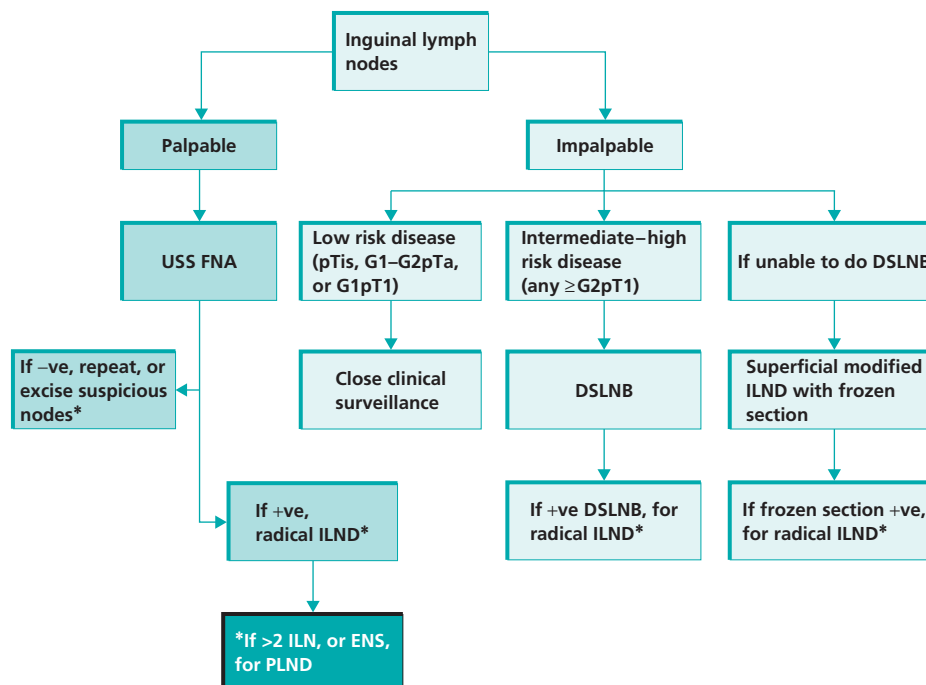 Inguinal lymph
nodes
Palpable
Impalpable
USS FNA
Low risk disease
(pTis, G1–G2pTa,
or G1pT1)
Intermediate–high
risk disease
(any ≥G2pT1)
If unable to do DSLNB
If –ve, repeat, or
excise suspicious
nodes*
Close clinical
surveillance
DSLNB
Superficial modified
ILND with frozen
section
If +ve,
radical ILND*
If +ve DSLNB, for
radical ILND*
If frozen section +ve,
for radical ILND*
*If >2 ILN, or ENS,
for PLND